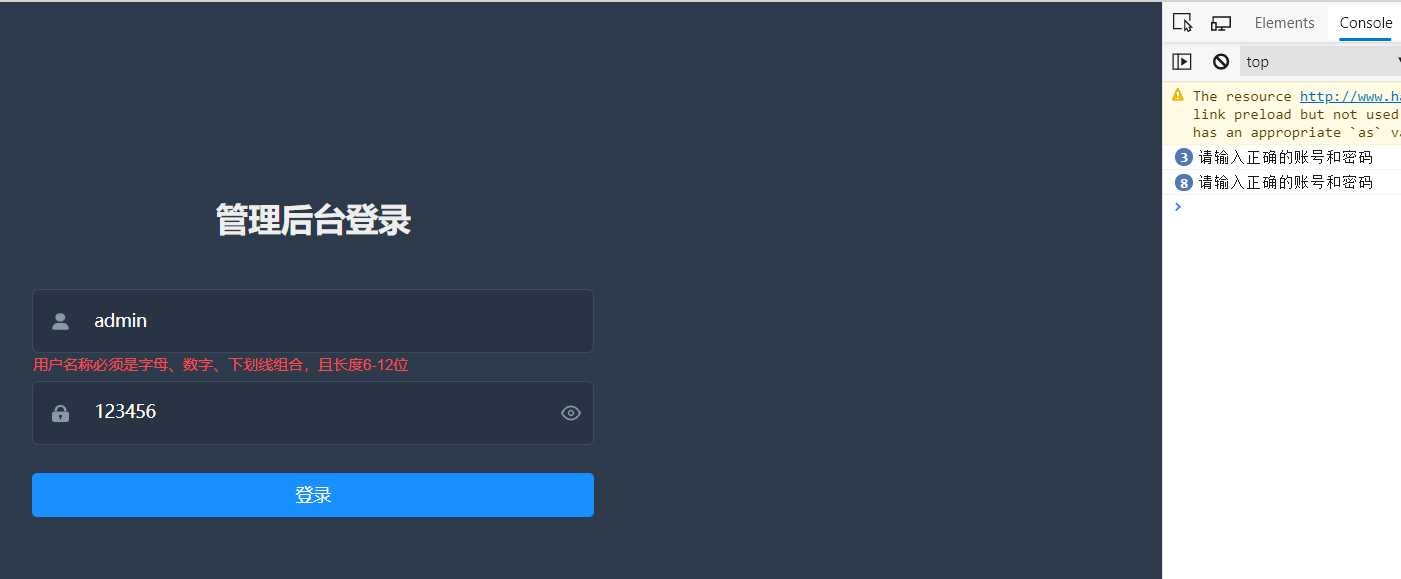 管理后台登录
admin
用户名称必须是字母、数字、下划线组合，且长度6-12位
123456
登录
Elements Console
top
The resource http://www.ha
link preload but not used
has an appropriate `as` va
3 请输入正确的账号和密码
8 请输入正确的账号和密码